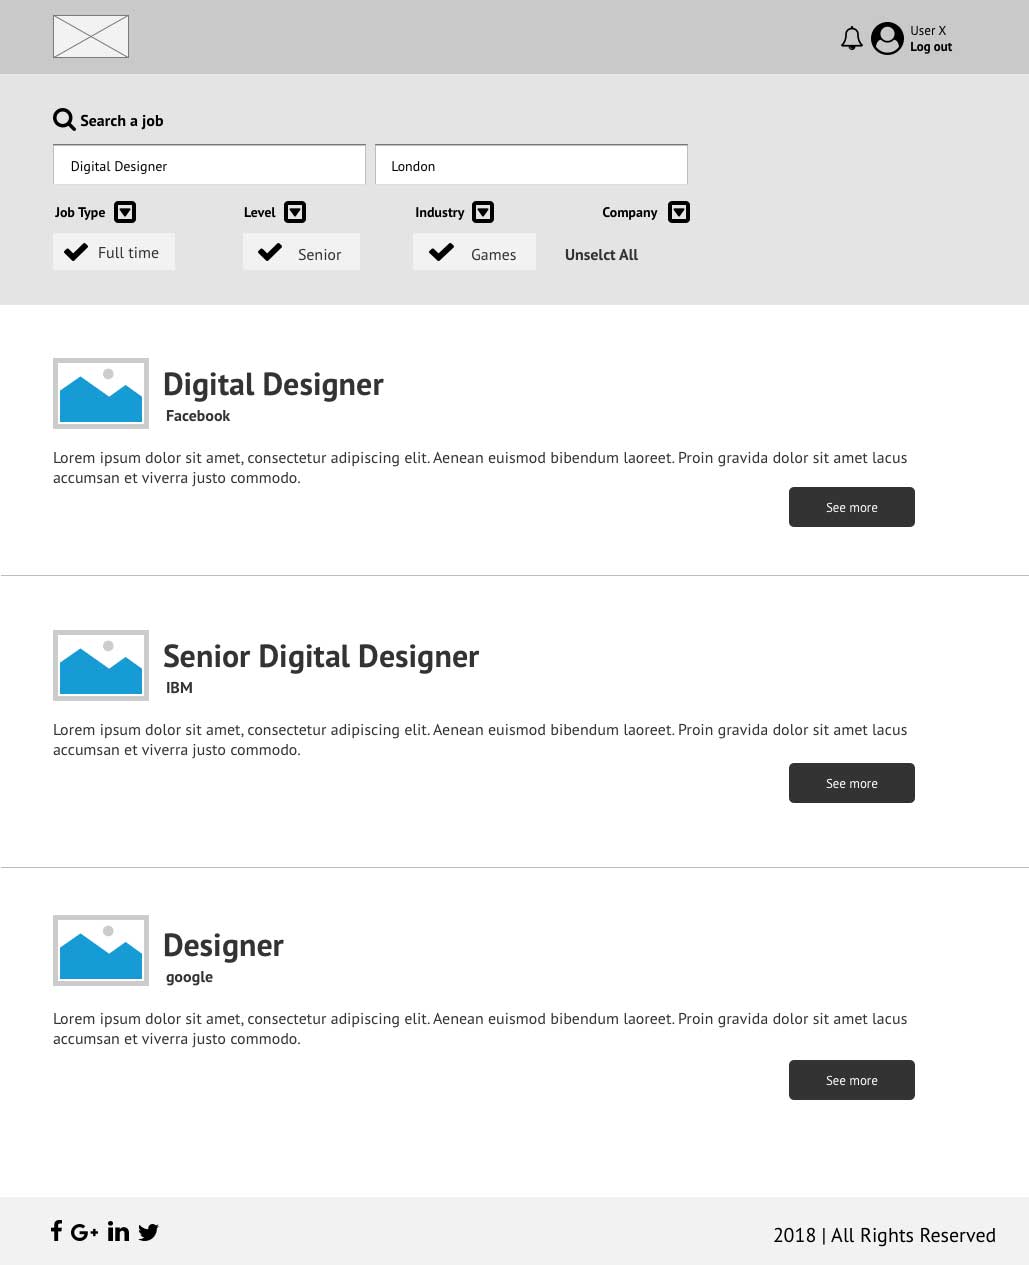 User X
Log out
Search a job
Digital Designer
London
Job Type
Level
Industry
Company
Full time
Senior
Games
Unselct All
Digital Designer
Facebook
Lorem ipsum dolor sit amet, consectetur adipiscing elit. Aenean euismod bibendum laoreet. Proin gravida dolor sit amet lacus
accumsan et viverra justo commodo.
See more
Senior Digital Designer
IBM
Lorem ipsum dolor sit amet, consectetur adipiscing elit. Aenean euismod bibendum laoreet. Proin gravida dolor sit amet lacus
accumsan et viverra justo commodo.
See more
Designer
google
Lorem ipsum dolor sit amet, consectetur adipiscing elit. Aenean euismod bibendum laoreet. Proin gravida dolor sit amet lacus
accumsan et viverra justo commodo.
See more
2018 | All Rights Reserved